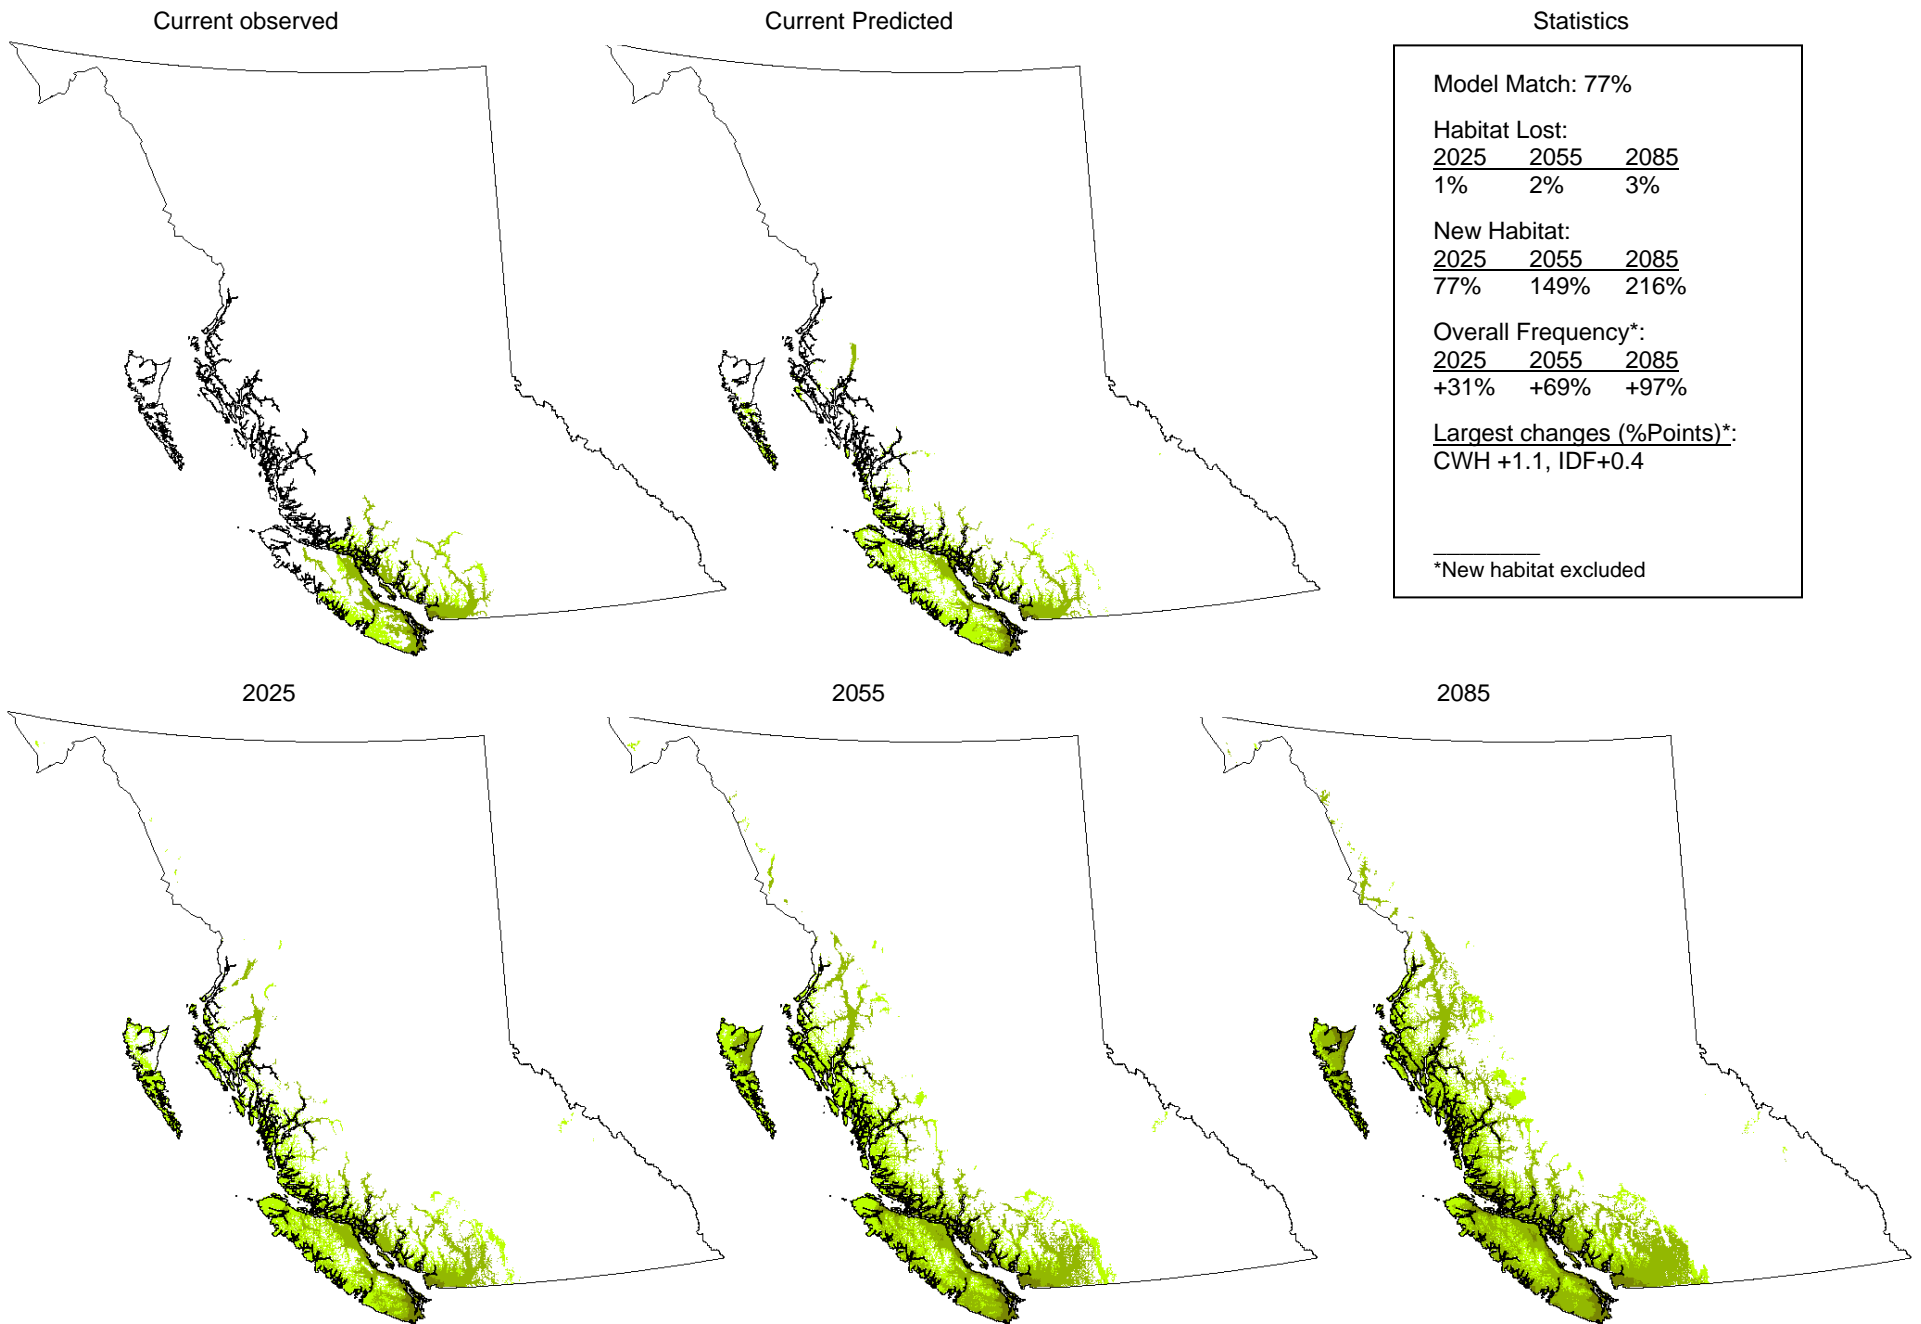 Current observed
Current Predicted
Statistics
Model Match: 77%
Habitat Lost:
2025 2055 2085
1% 2% 3%
New Habitat:
2025 2055 2085
77% 149% 216%
Overall Frequency*:
2025 2055 2085
+31% +69% +97%
Largest changes (%Points)*:
CWH +1.1, IDF+0.4
*New habitat excluded
2025
2055
2085